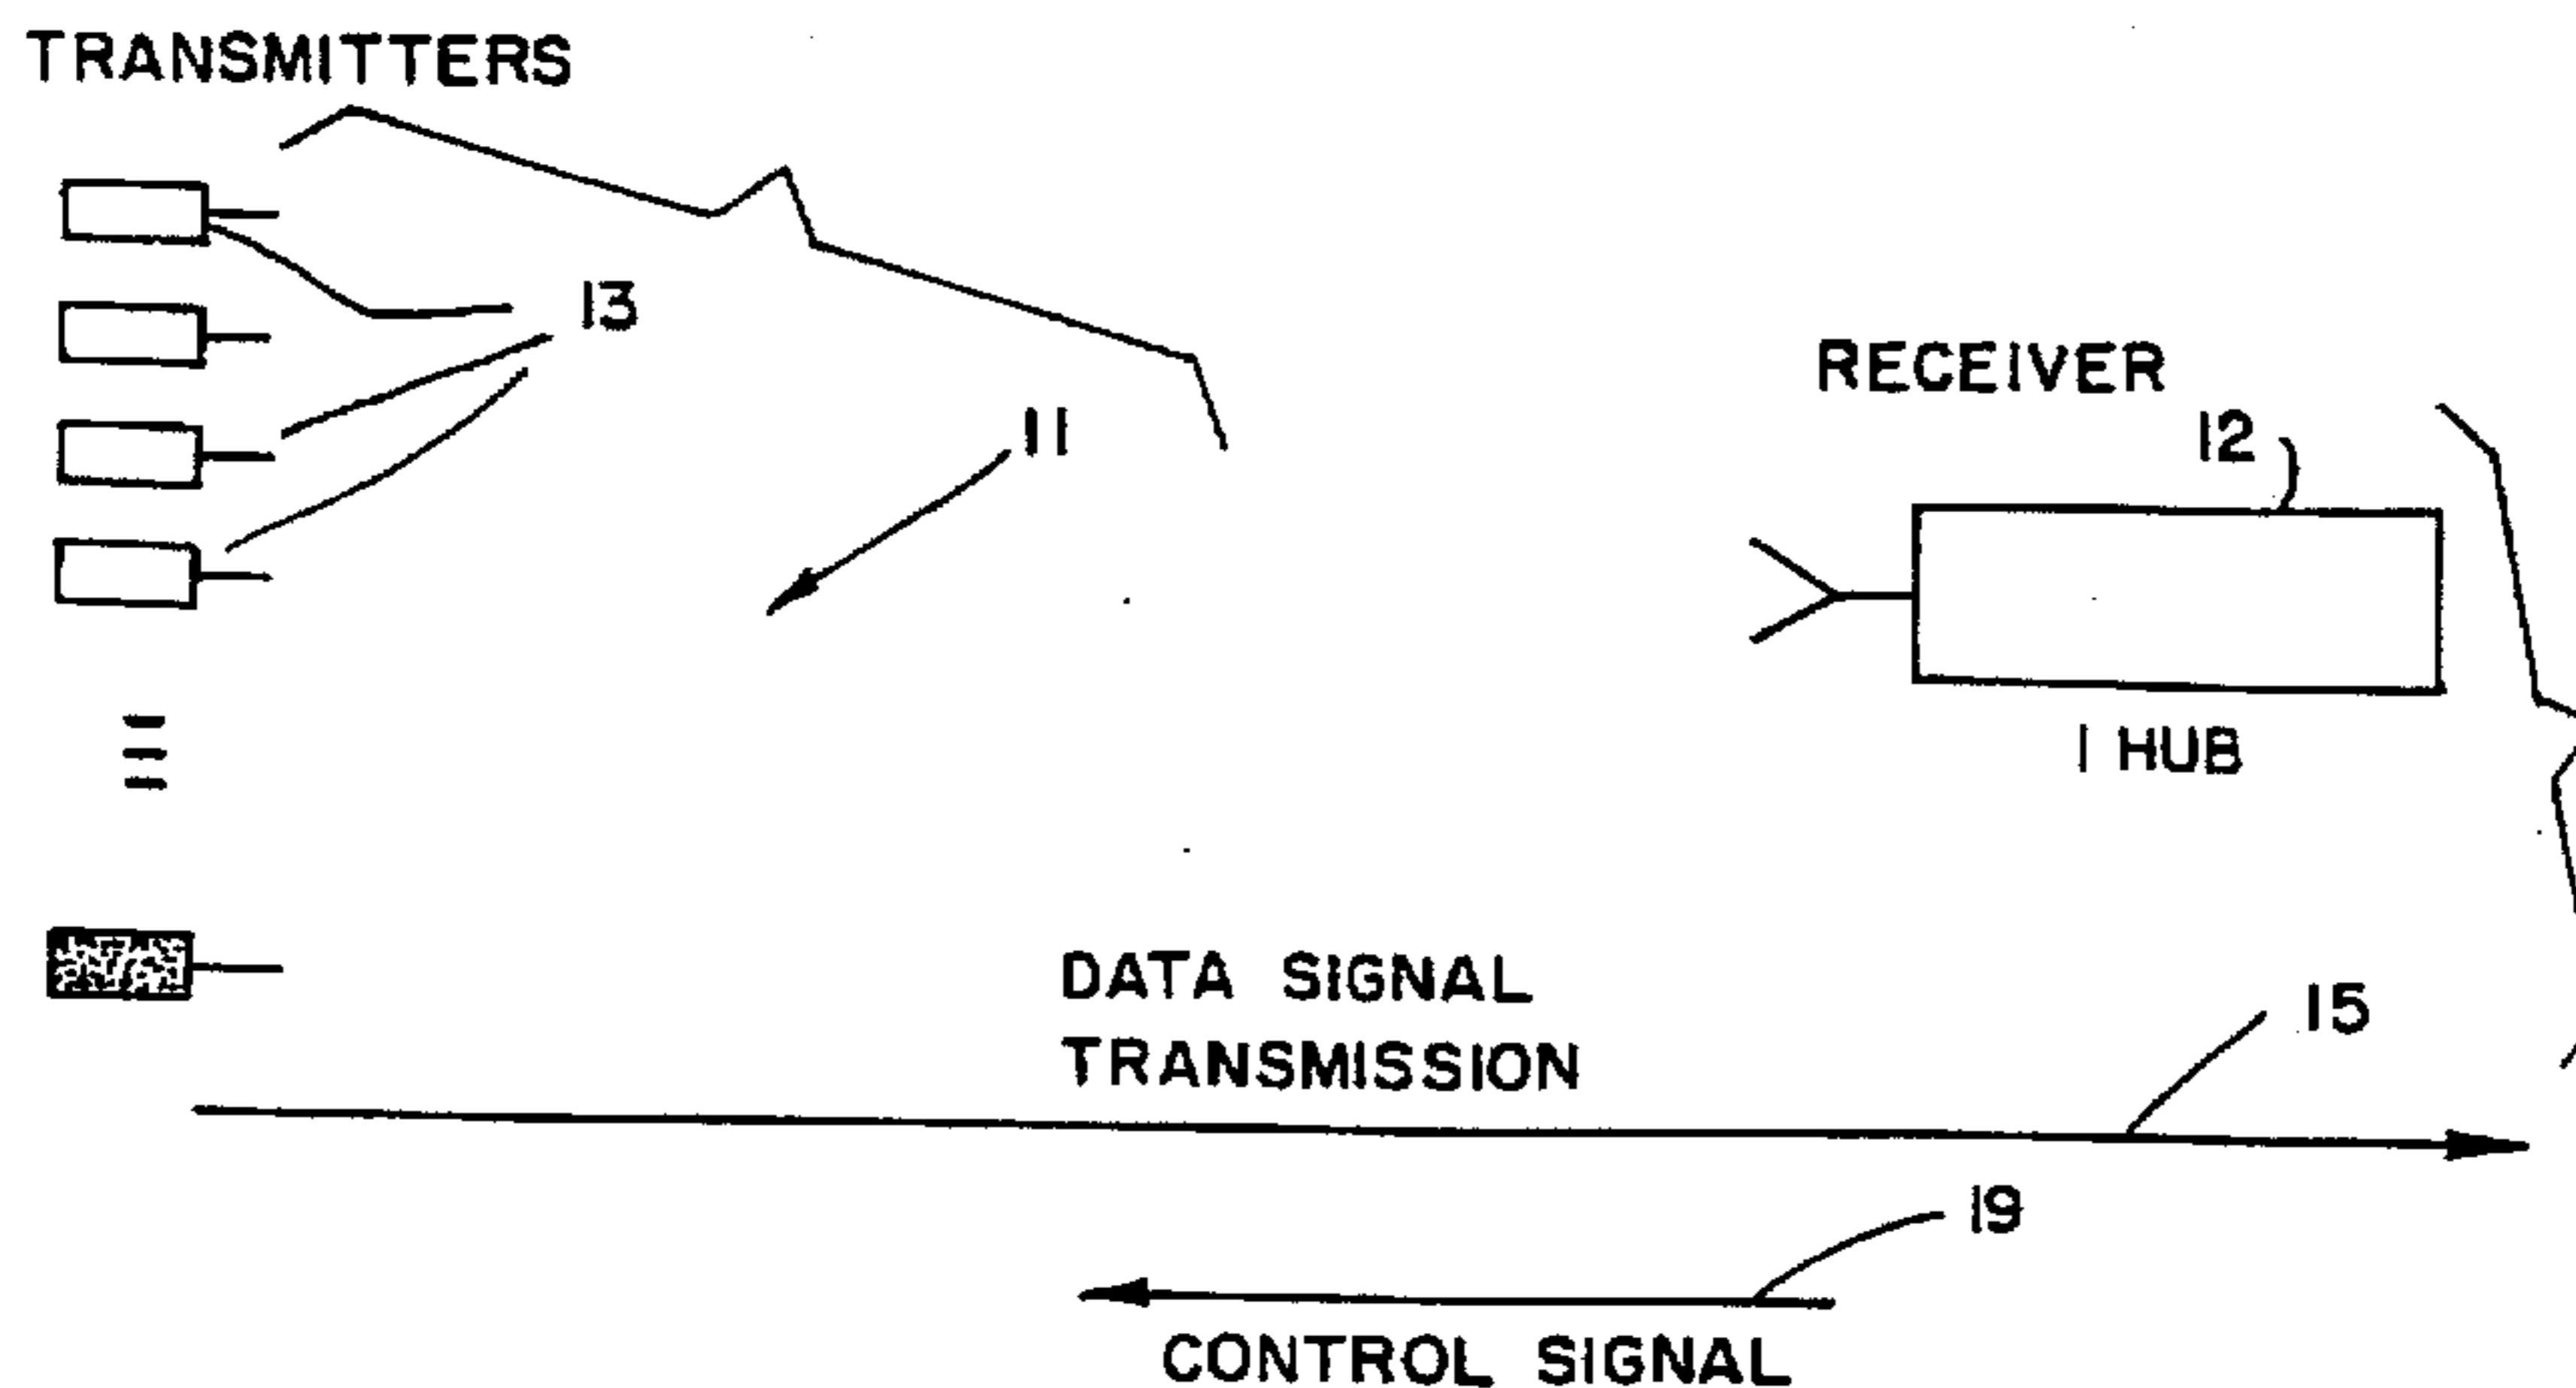 TRANSMITTERS
13
11
RECEIVER
12
1 HUB
DATA SIGNAL
TRANSMISSION
15
19
CONTROL SIGNAL